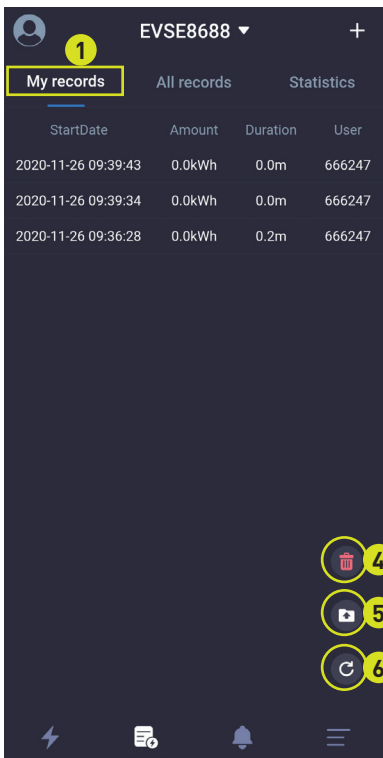 EVSE8688
1
My records All records Statistics
StartDate Amount Duration User
2020-11-26 09:39:43 0.0kWh 0.0m 666247
2020-11-26 09:39:34 0.0kWh 0.0m 666247
2020-11-26 09:36:28 0.0kWh 0.2m 666247
4
5
6